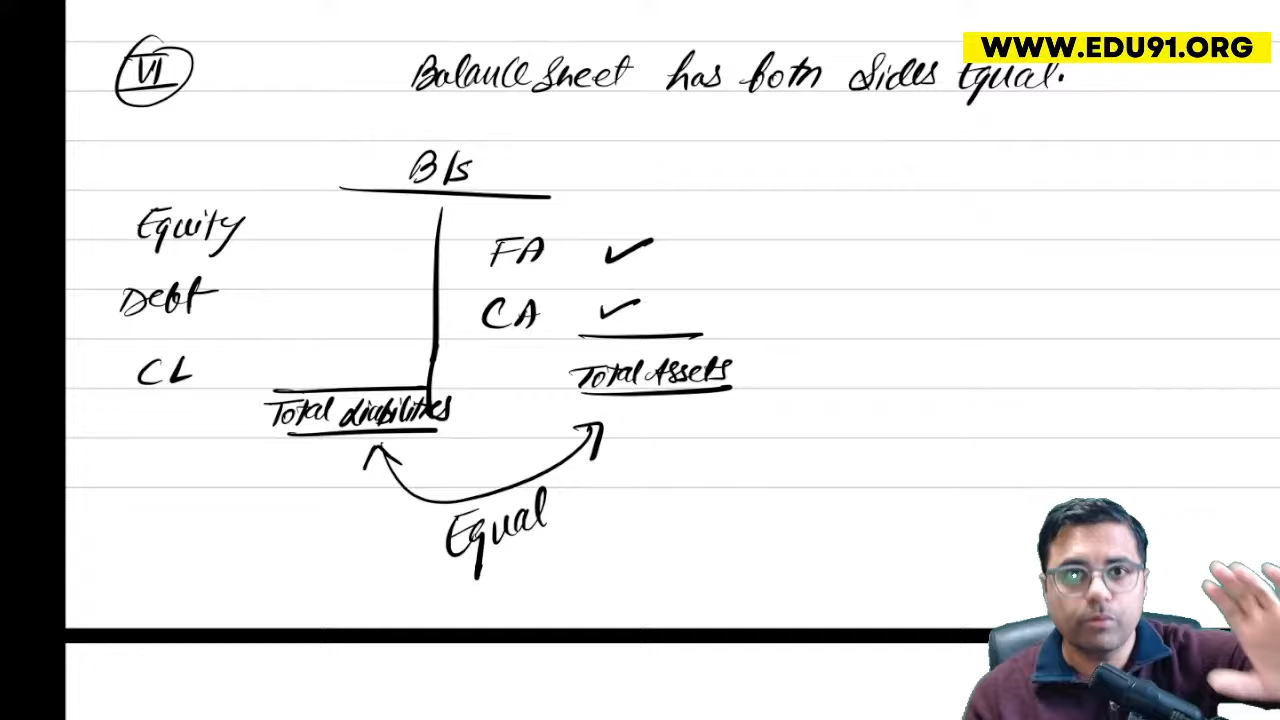 WWW.EDU91.ORG
VI Balance Sheet has both Sides Equal.
B/s
Equity
FA ✓
Debt
CA ✓
CL
Total Assets
Total Liabilities
Equal